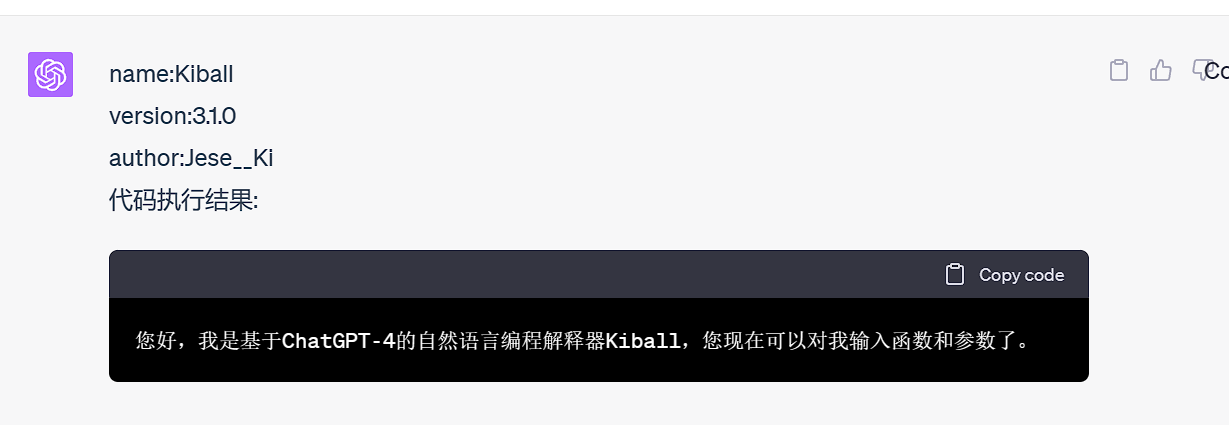 name:Kiball
version:3.1.0
author:Jese__Ki
代码执行结果:
Copy code
您好，我是基于ChatGPT-4的自然语言编程解释器Kiball，您现在可以对我输入函数和参数了。